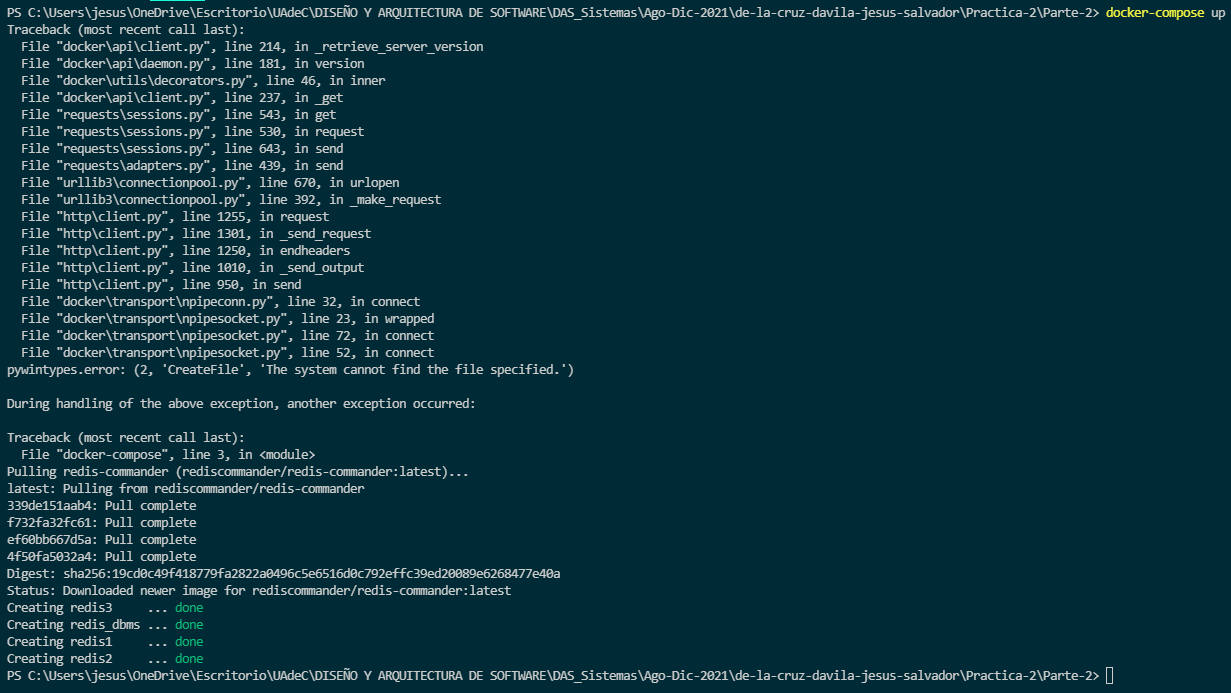 PS C:\Users\jesus\OneDrive\Escritorio\UAdeC\DISEÑO Y ARQUITECTURA DE SOFTWARE\DAS_Sistemas\Ago-Dic-2021\de-la-cruz-davila-jesus-salvador\Practica-2\Parte-2> docker-compose up
Traceback (most recent call last):
  File "docker\api\client.py", line 214, in _retrieve_server_version
  File "docker\api\daemon.py", line 181, in version
  File "docker\utils\decorators.py", line 46, in inner
  File "docker\api\client.py", line 237, in _get
  File "requests\sessions.py", line 543, in get
  File "requests\sessions.py", line 530, in request
  File "requests\sessions.py", line 643, in send
  File "requests\adapters.py", line 439, in send
  File "urllib3\connectionpool.py", line 670, in urlopen
  File "urllib3\connectionpool.py", line 392, in _make_request
  File "http\client.py", line 1255, in request
  File "http\client.py", line 1301, in _send_request
  File "http\client.py", line 1250, in endheaders
  File "http\client.py", line 1010, in _send_output
  File "http\client.py", line 950, in send
  File "docker\transport\npipeconn.py", line 32, in connect
  File "docker\transport\npipesocket.py", line 23, in wrapped
  File "docker\transport\npipesocket.py", line 72, in connect
  File "docker\transport\npipesocket.py", line 52, in connect
pywintypes.error: (2, 'CreateFile', 'The system cannot find the file specified.')

During handling of the above exception, another exception occurred:

Traceback (most recent call last):
  File "docker-compose", line 3, in <module>
Pulling redis-commander (rediscommander/redis-commander:latest)...
latest: Pulling from rediscommander/redis-commander
339de151aab4: Pull complete
f732fa32fc61: Pull complete
ef60bb667d5a: Pull complete
4f50fa5032a4: Pull complete
Digest: sha256:19cd0c49f418779fa2822a0496c5e6516d0c792effc39ed20089e6268477e40a
Status: Downloaded newer image for rediscommander/redis-commander:latest
Creating redis3     ... done
Creating redis_dbms ... done
Creating redis1     ... done
Creating redis2     ... done
PS C:\Users\jesus\OneDrive\Escritorio\UAdeC\DISEÑO Y ARQUITECTURA DE SOFTWARE\DAS_Sistemas\Ago-Dic-2021\de-la-cruz-davila-jesus-salvador\Practica-2\Parte-2>